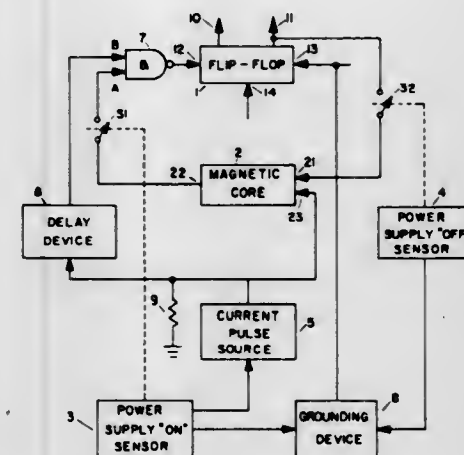 10
11
7
B
12
13
&
FLIP-FLOP
A
1
14
31
32
2
22
MAGNETIC
CORE
21
23
4
6
DELAY
DEVICE
POWER
SUPPLY "OFF"
SENSOR
9
CURRENT
PULSE
SOURCE
5
3
POWER
SUPPLY "ON"
SENSOR
GROUNDING
DEVICE
8